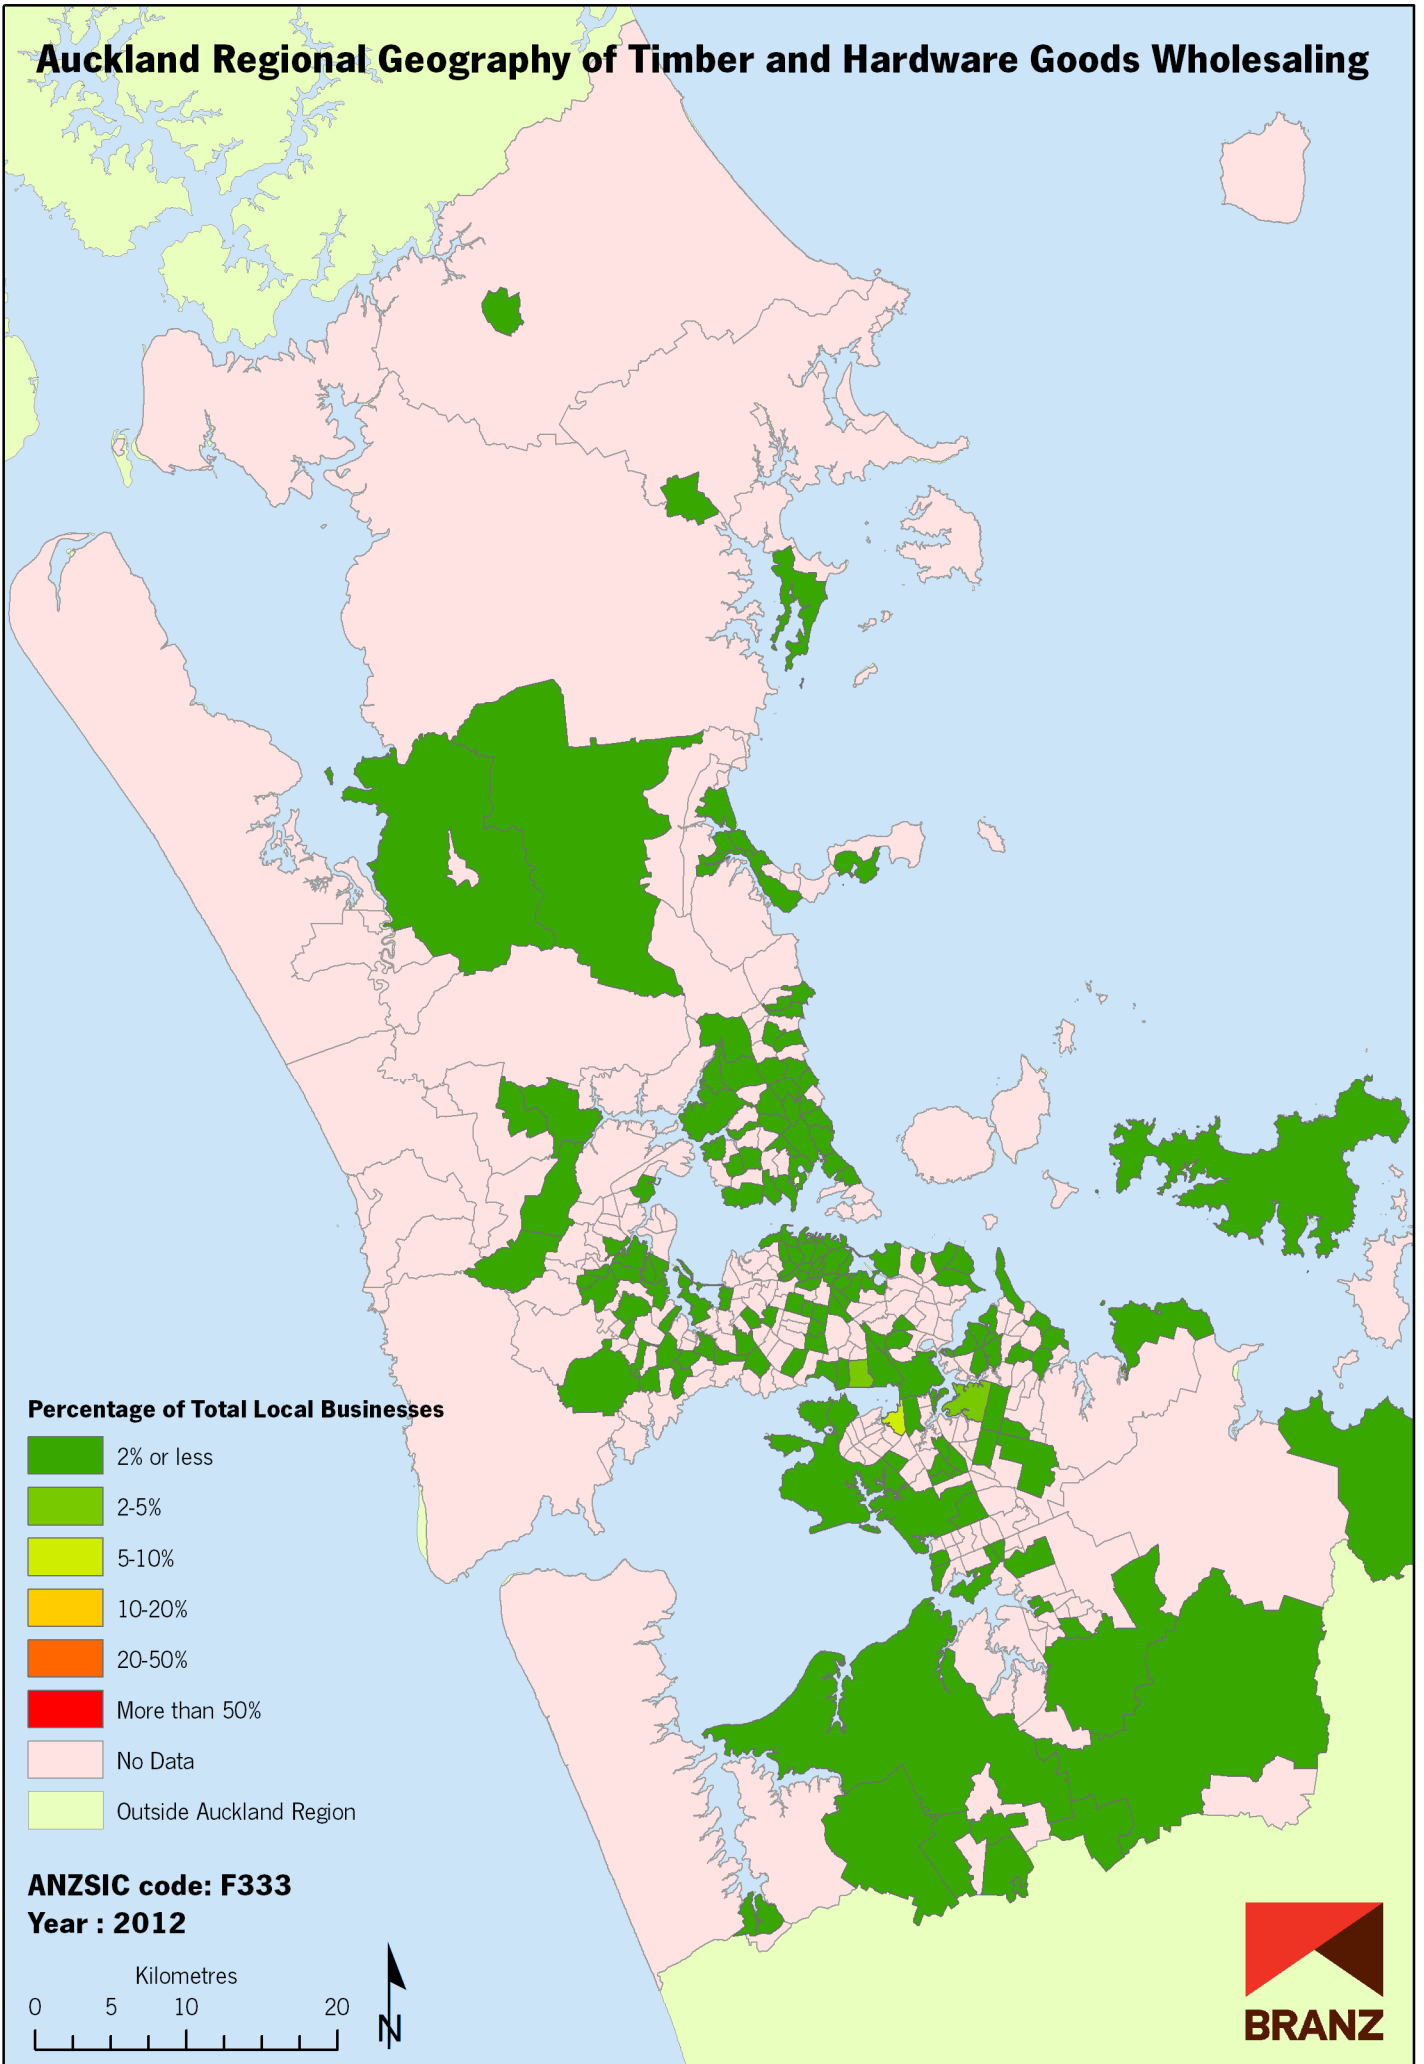 Auckland Regional Geography of Timber and Hardware Goods Wholesaling
Percentage of Total Local Businesses
2% or less
2-5%
5-10%
10-20%
20-50%
More than 50%
No Data
Outside Auckland Region
ANZSIC code: F333
Year : 2012
Kilometres
0 5 10 20
N
BRANZ